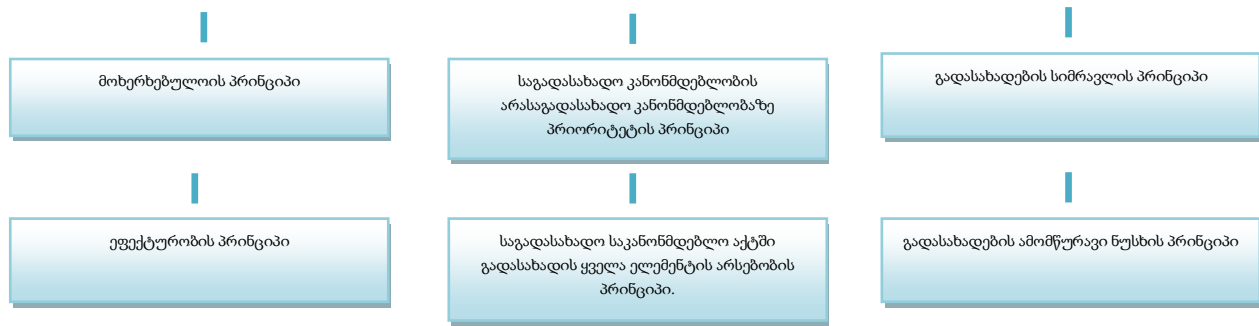 მოხერხებულოის პრინციპი
ეფექტურობის პრინციპი
საგადასახადო კანონმდებლობის
არასაგადასახადო კანონმდებლობაზე
პრიორიტეტის პრინციპი
საგადასახადო საკანონმდებლო აქტში
გადასახადის ყველა ელემენტის არსებობის
პრინციპი.
გადასახადების სიმრავლის პრინციპი
გადასახადების ამომწურავი ნუსხის პრინციპი